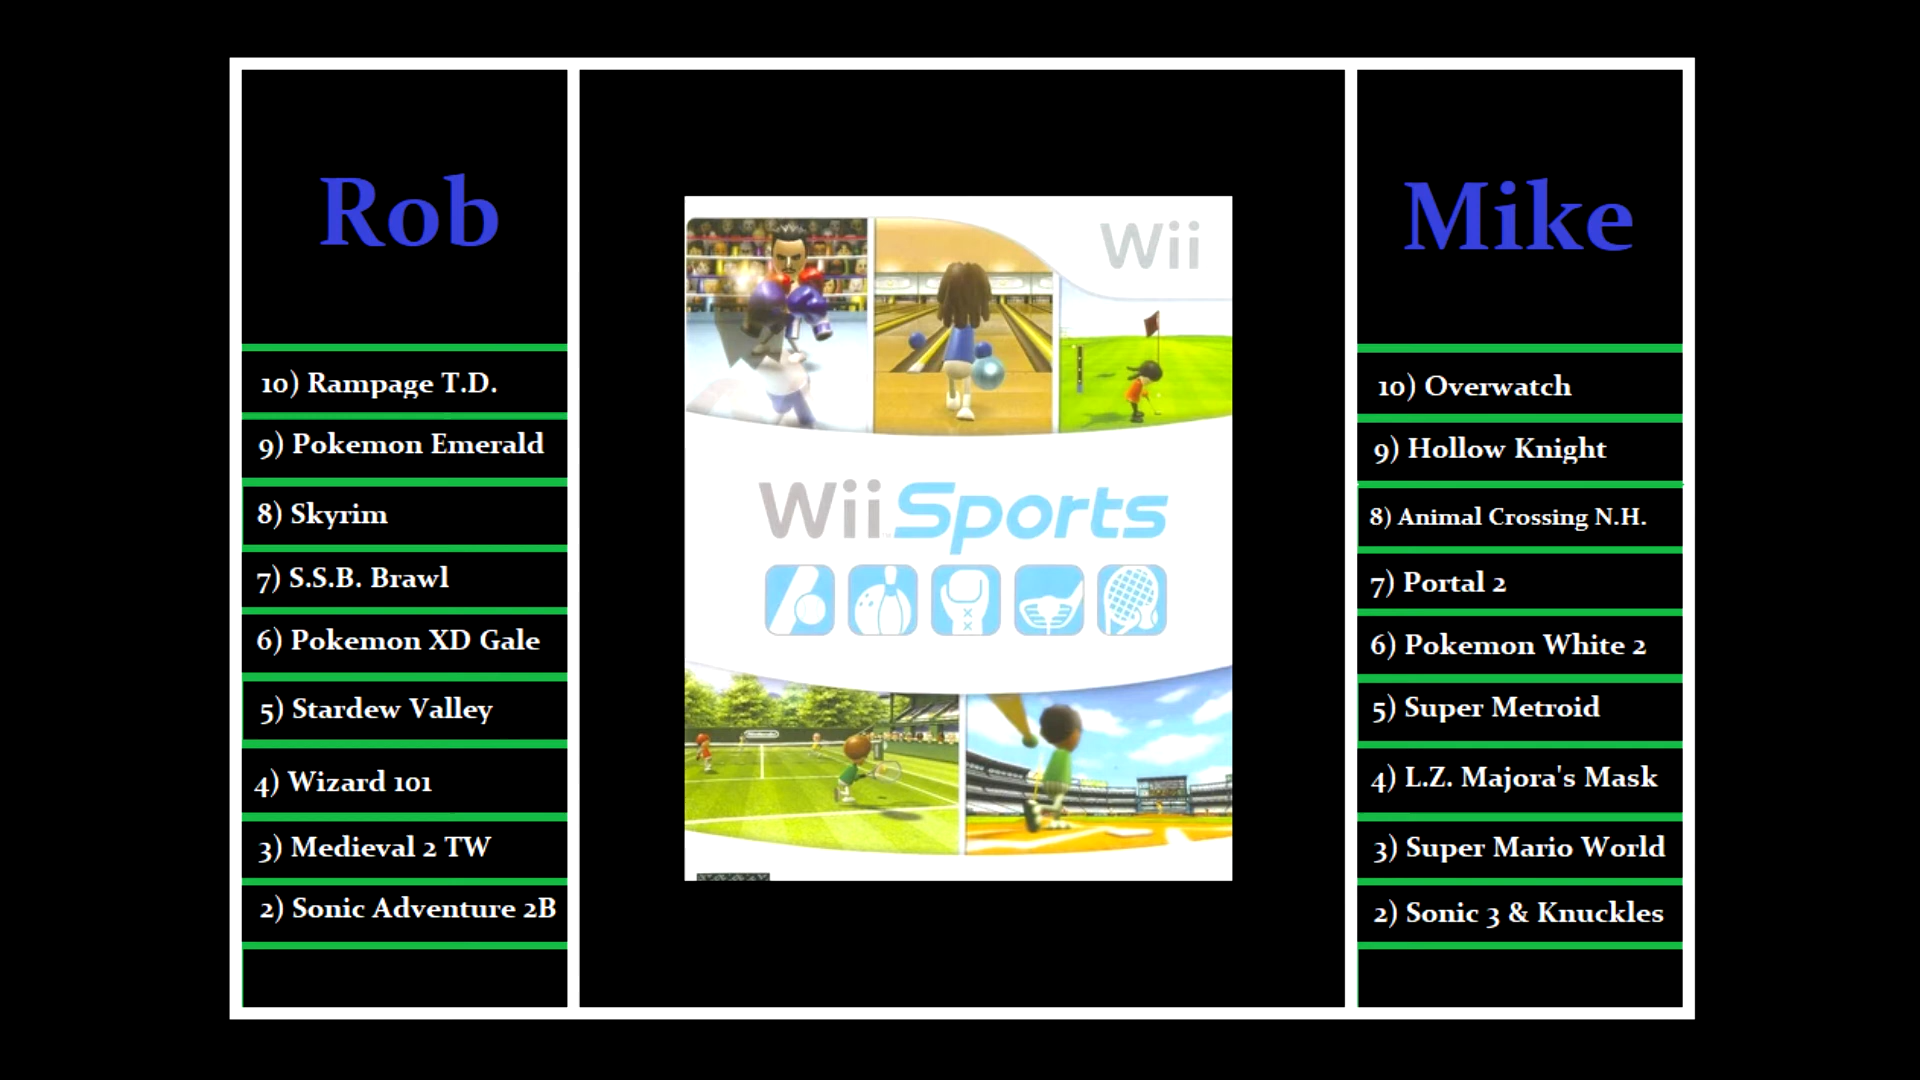 Rob
10) Rampage T.D.
9) Pokemon Emerald
8) Skyrim
7) S.S.B. Brawl
6) Pokemon XD Gale
5) Stardew Valley
4) Wizard 101
3) Medieval 2 TW
2) Sonic Adventure 2B
Wii
Wii Sports
Mike
10) Overwatch
9) Hollow Knight
8) Animal Crossing N.H.
7) Portal 2
6) Pokemon White 2
5) Super Metroid
4) L.Z. Majora's Mask
3) Super Mario World
2) Sonic 3 & Knuckles